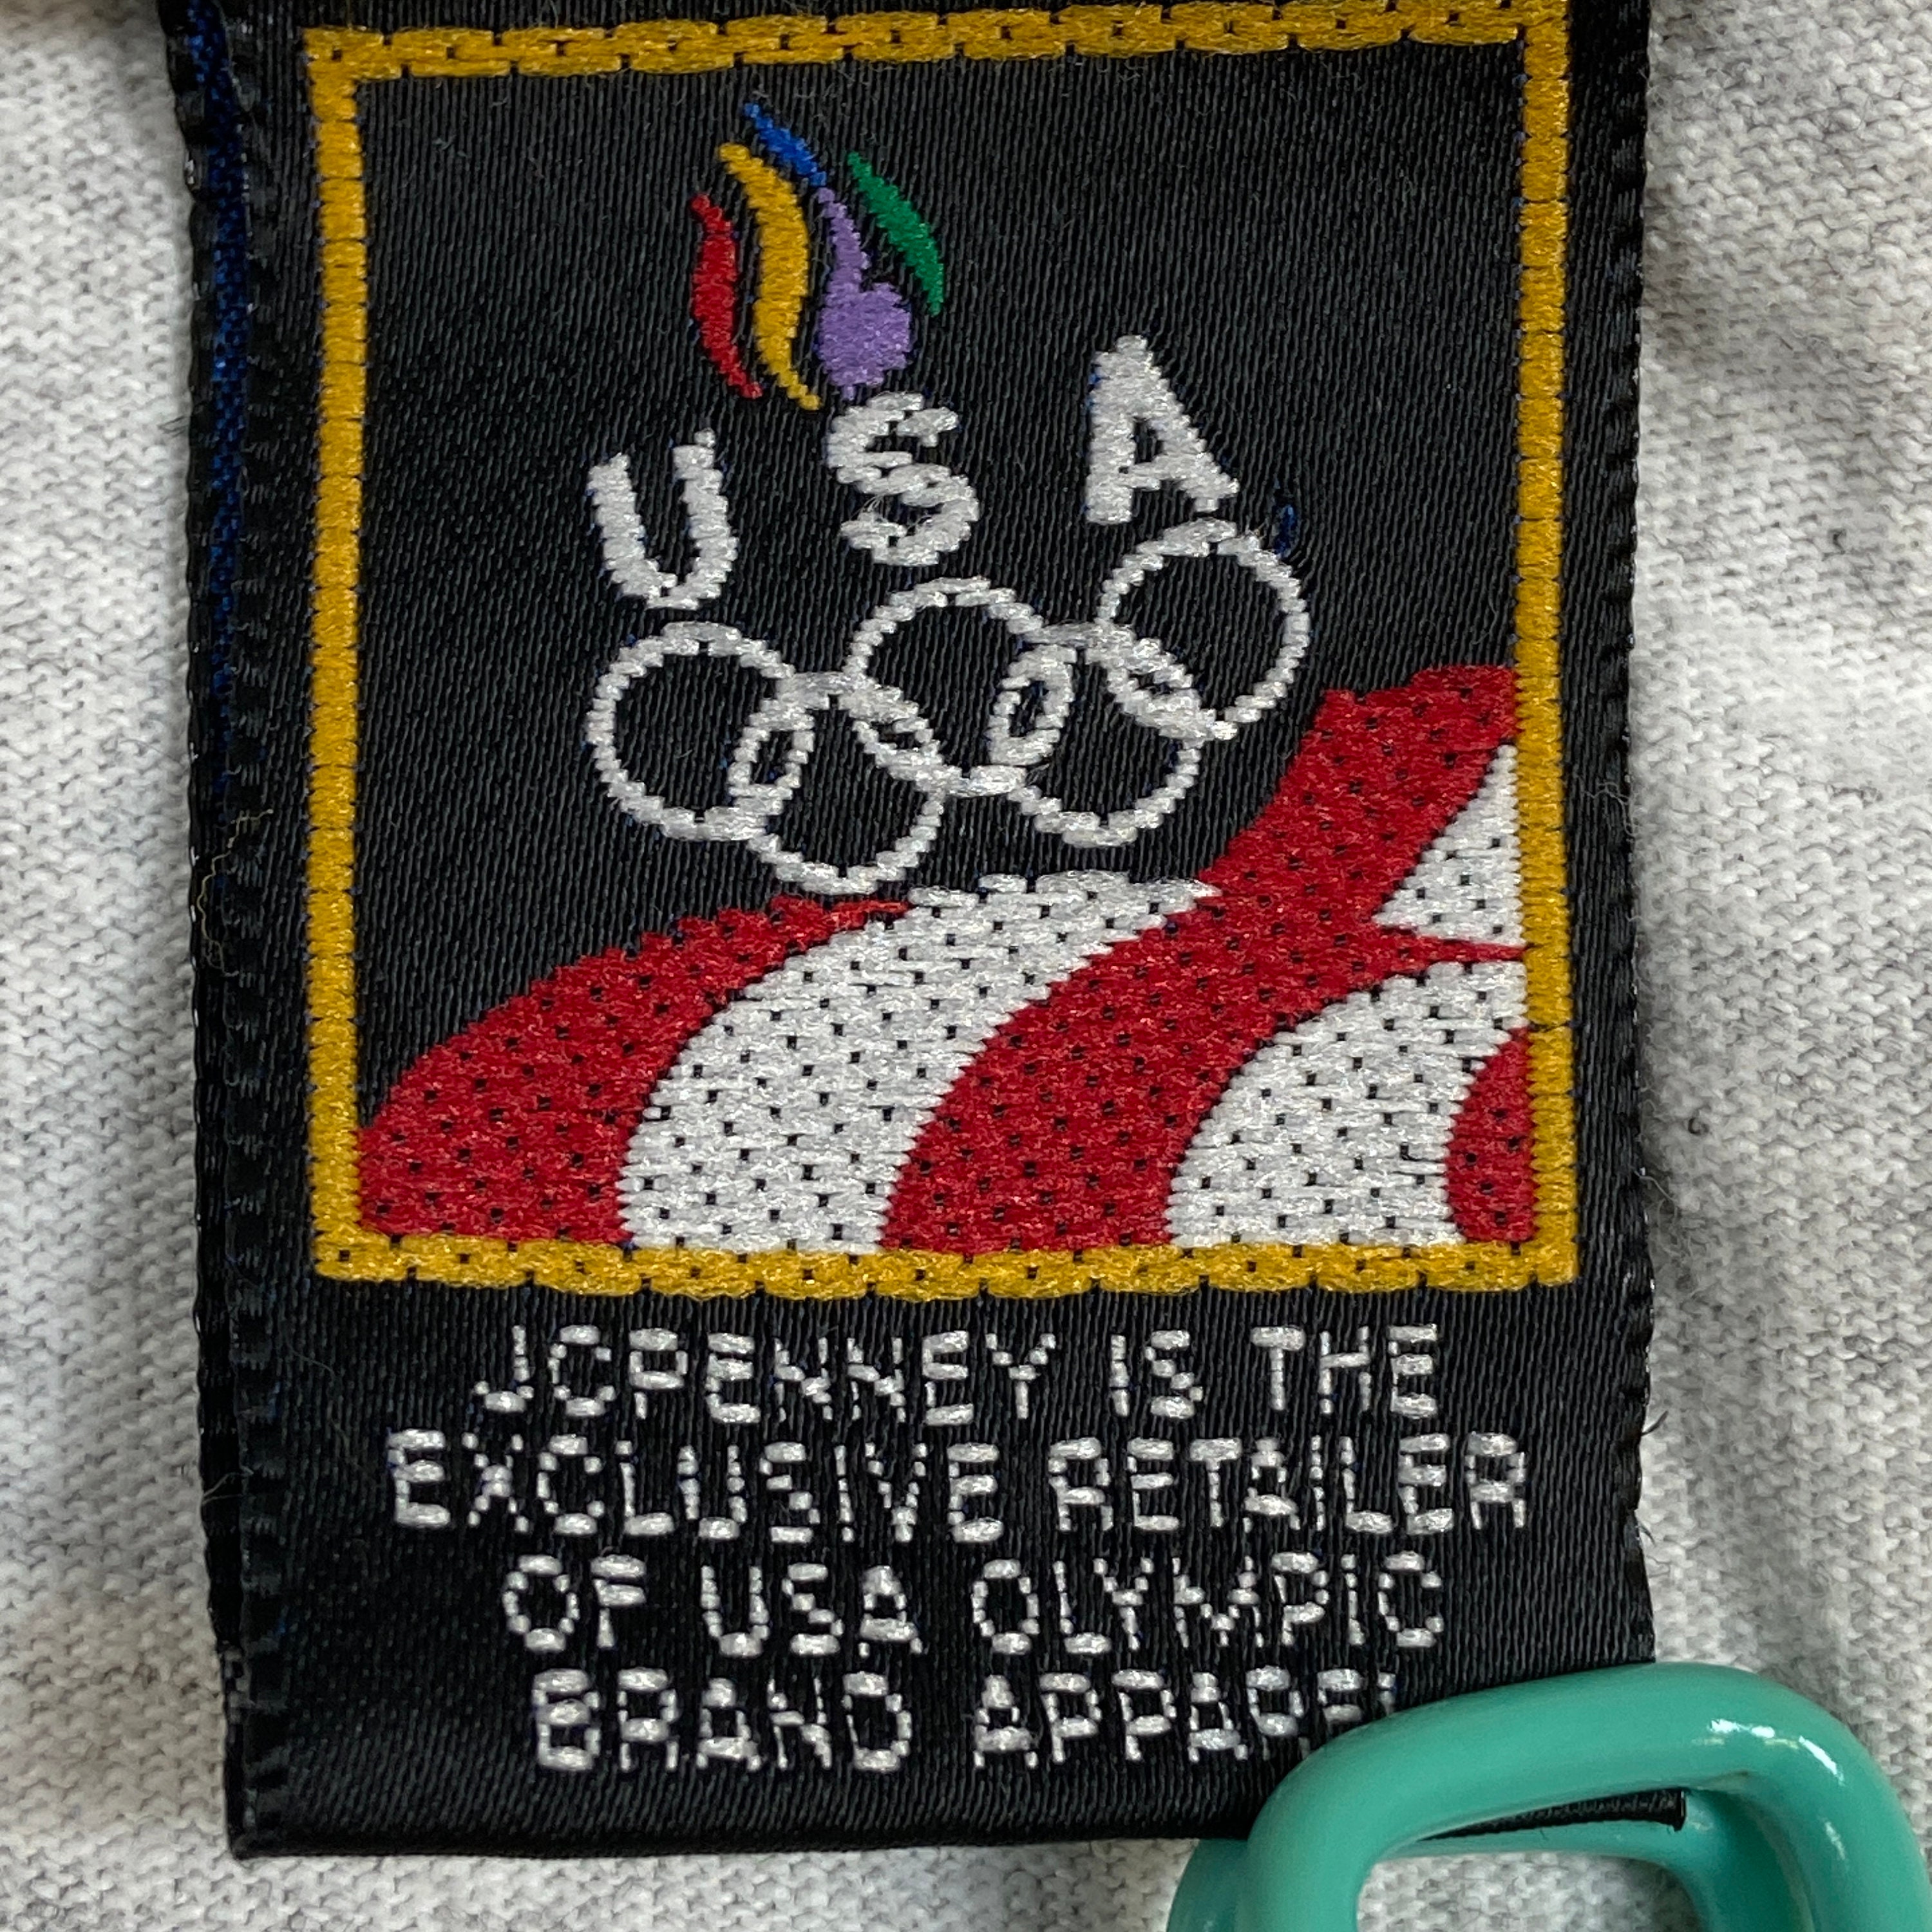 USA
JCPENNEY IS THE
EXCLUSIVE RETAILER
OF USA OLYMPIC
BRAND APPAREL